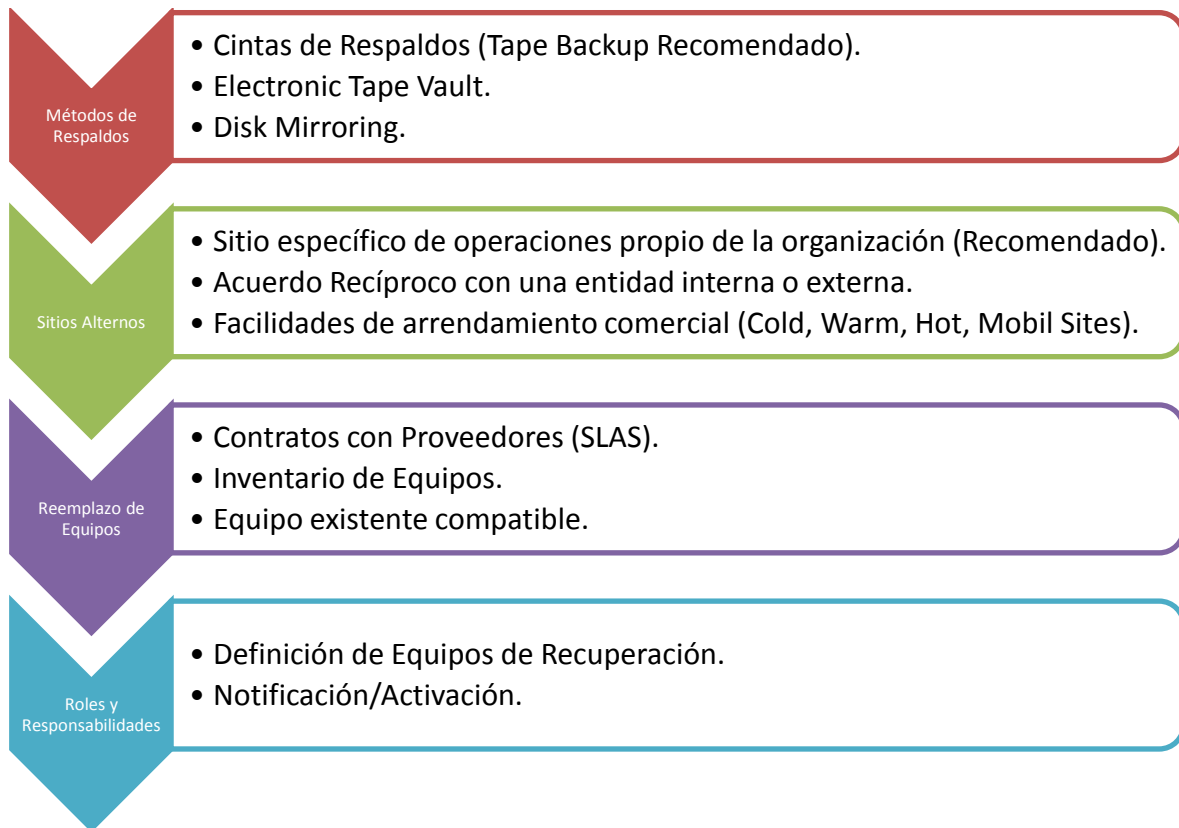 Métodos de
Respaldos
• Cintas de Respaldos (Tape Backup Recomendado).
• Electronic Tape Vault.
• Disk Mirroring.
Sitios Alternos
• Sitio específico de operaciones propio de la organización (Recomendado).
• Acuerdo Recíproco con una entidad interna o externa.
• Facilidades de arrendamiento comercial (Cold, Warm, Hot, Mobil Sites).
Reemplazo de
Equipos
• Contratos con Proveedores (SLAS).
• Inventario de Equipos.
• Equipo existente compatible.
Roles y
Responsabilidades
• Definición de Equipos de Recuperación.
• Notificación/Activación.